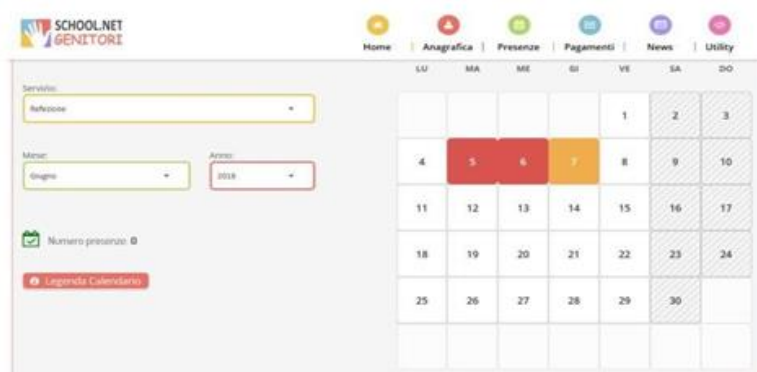 SCHOOL.NET
GENITORI
Home | Anagrafica | Presenze | Pagamenti | News | Utility
Servizio:
Refezione
Mese:
Giugno
Anno:
2018
Numero presenze: 0
Legenda Calendario
LU MA ME GI VE SA DO
1 2 3
4 5 6 7 8 9 10
11 12 13 14 15 16 17
18 19 20 21 22 23 24
25 26 27 28 29 30